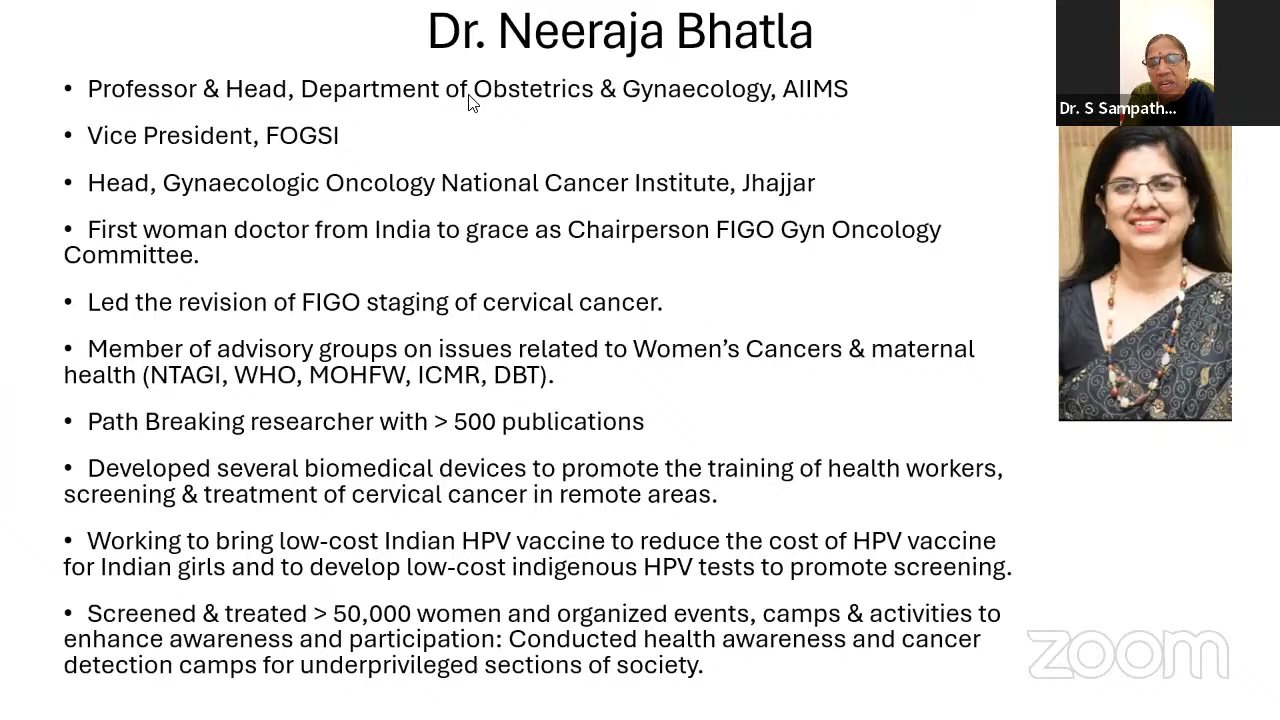 Dr. Neeraja Bhatla
• Professor & Head, Department of Obstetrics & Gynaecology, AIIMS
• Vice President, FOGSI
• Head, Gynaecologic Oncology National Cancer Institute, Jhajjar
• First woman doctor from India to grace as Chairperson FIGO Gyn Oncology
Committee.
• Led the revision of FIGO staging of cervical cancer.
• Member of advisory groups on issues related to Women’s Cancers & maternal
health (NTAGI, WHO, MOHFW, ICMR, DBT).
• Path Breaking researcher with > 500 publications
• Developed several biomedical devices to promote the training of health workers,
screening & treatment of cervical cancer in remote areas.
• Working to bring low-cost Indian HPV vaccine to reduce the cost of HPV vaccine
for Indian girls and to develop low-cost indigenous HPV tests to promote screening.
• Screened & treated > 50,000 women and organized events, camps & activities to
enhance awareness and participation: Conducted health awareness and cancer
detection camps for underprivileged sections of society.
Dr. S Sampath...
zoom